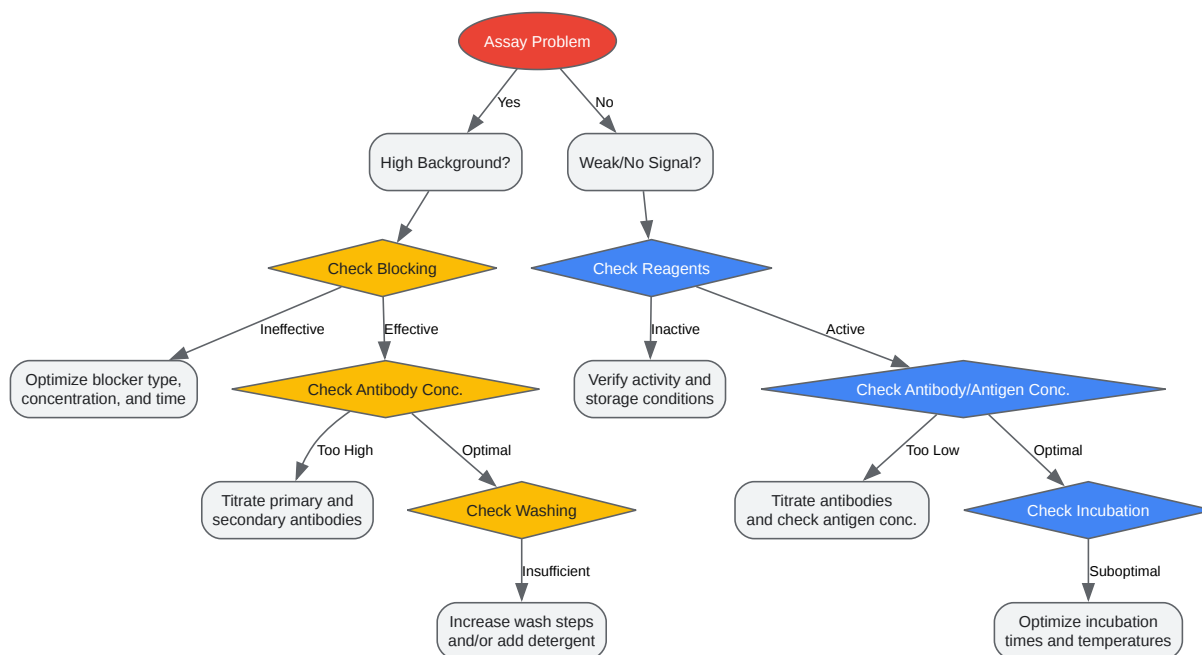 Assay Problem
Yes
No
High Background?
Weak/No Signal?
Check Blocking
Check Reagents
Ineffective
Effective
Inactive
Active
Optimize blocker type,
concentration, and time
Check Antibody Conc.
Verify activity and
storage conditions
Check Antibody/Antigen Conc.
Too High
Optimal
Too Low
Optimal
Titrate primary and
secondary antibodies
Check Washing
Titrate antibodies
and check antigen conc.
Check Incubation
Insufficient
Suboptimal
Increase wash steps
and/or add detergent
Optimize incubation
times and temperatures